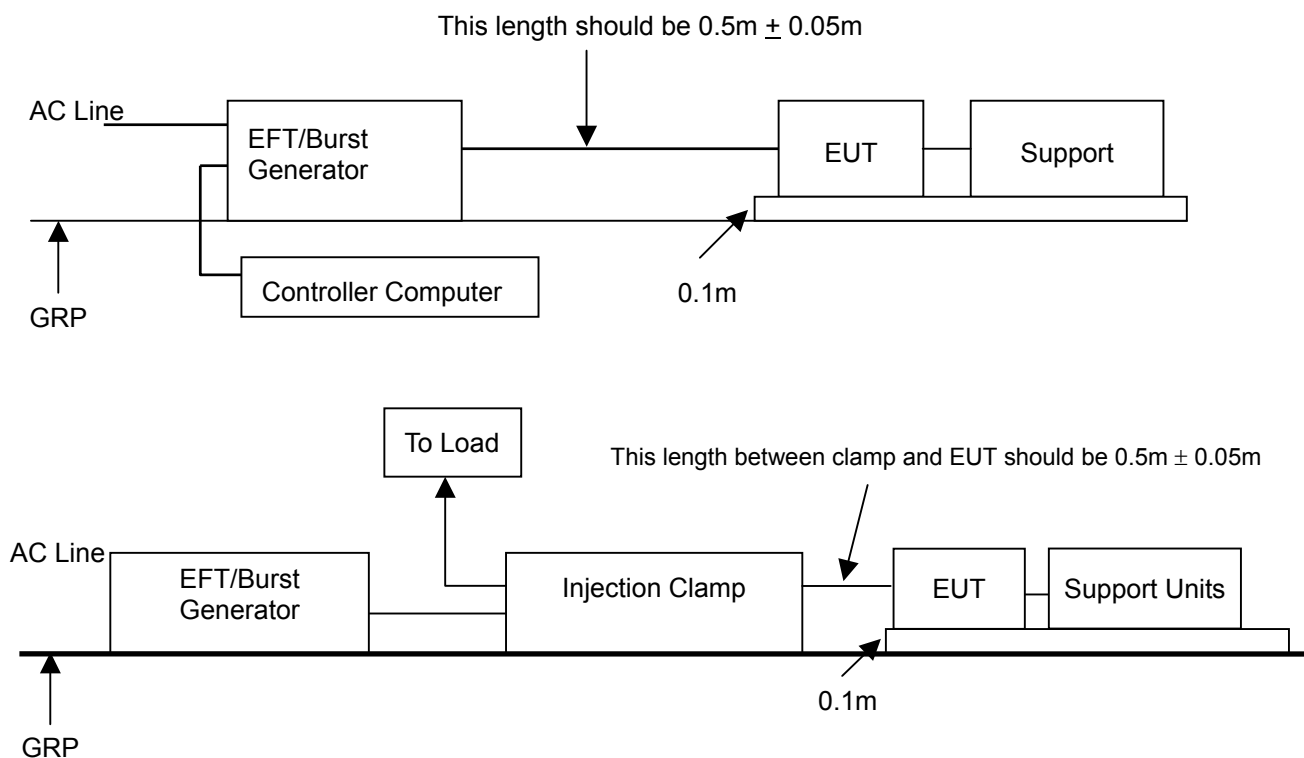 This length should be 0.5m ± 0.05m
AC Line
EFT/Burst
Generator
EUT
Support
Controller Computer
0.1m
GRP
To Load
This length between clamp and EUT should be 0.5m ± 0.05m
AC Line
EFT/Burst
Generator
Injection Clamp
EUT
Support Units
0.1m
GRP